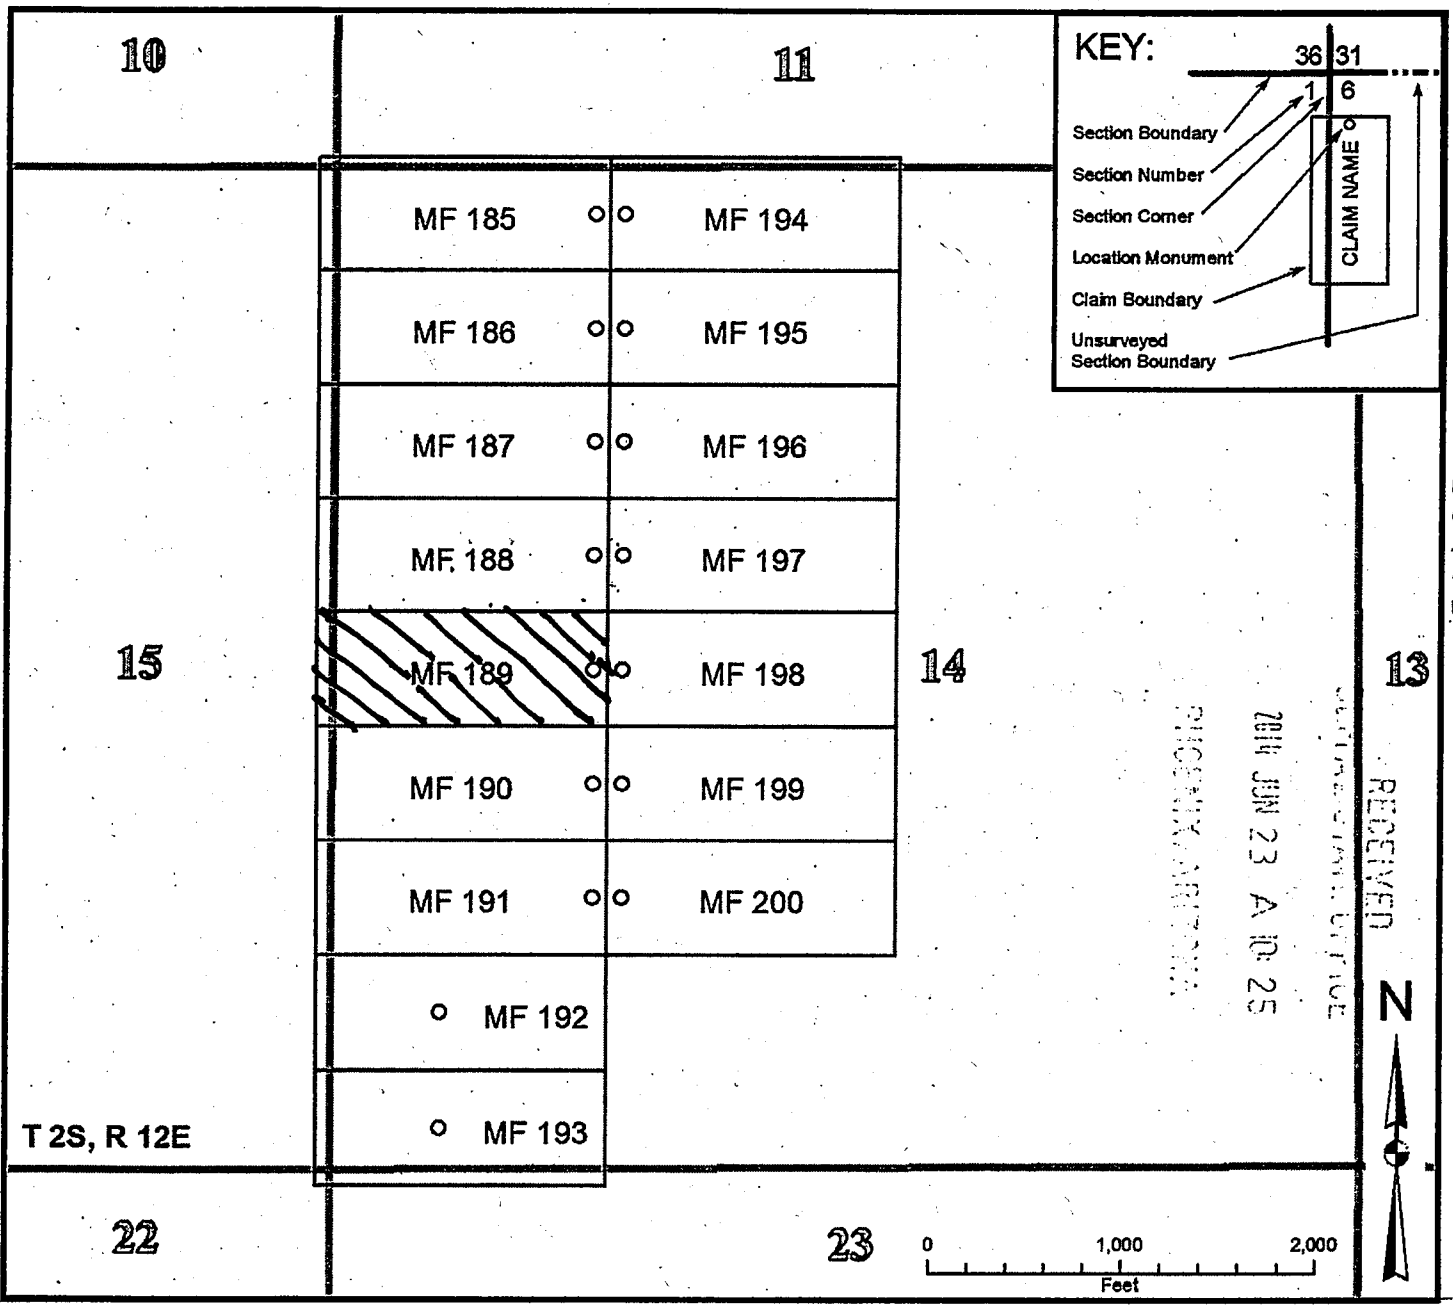 10
11
KEY:
36 31
1 6
Section Boundary
Section Number
Section Corner
Location Monument
Claim Boundary
Unsurveyed
Section Boundary
CLAIM NAME
MF 185
MF 194
MF 186
MF 195
MF 187
MF 196
MF 188
MF 197
15
MF 189
MF 198
14
13
MF 190
MF 199
MF 191
MF 200
RECEIVED
2014 JUN 23 A 10: 25
PHOENIX, ARIZONA
N
MF 192
MF 193
T 2S, R 12E
22
23
0 1,000 2,000
Feet